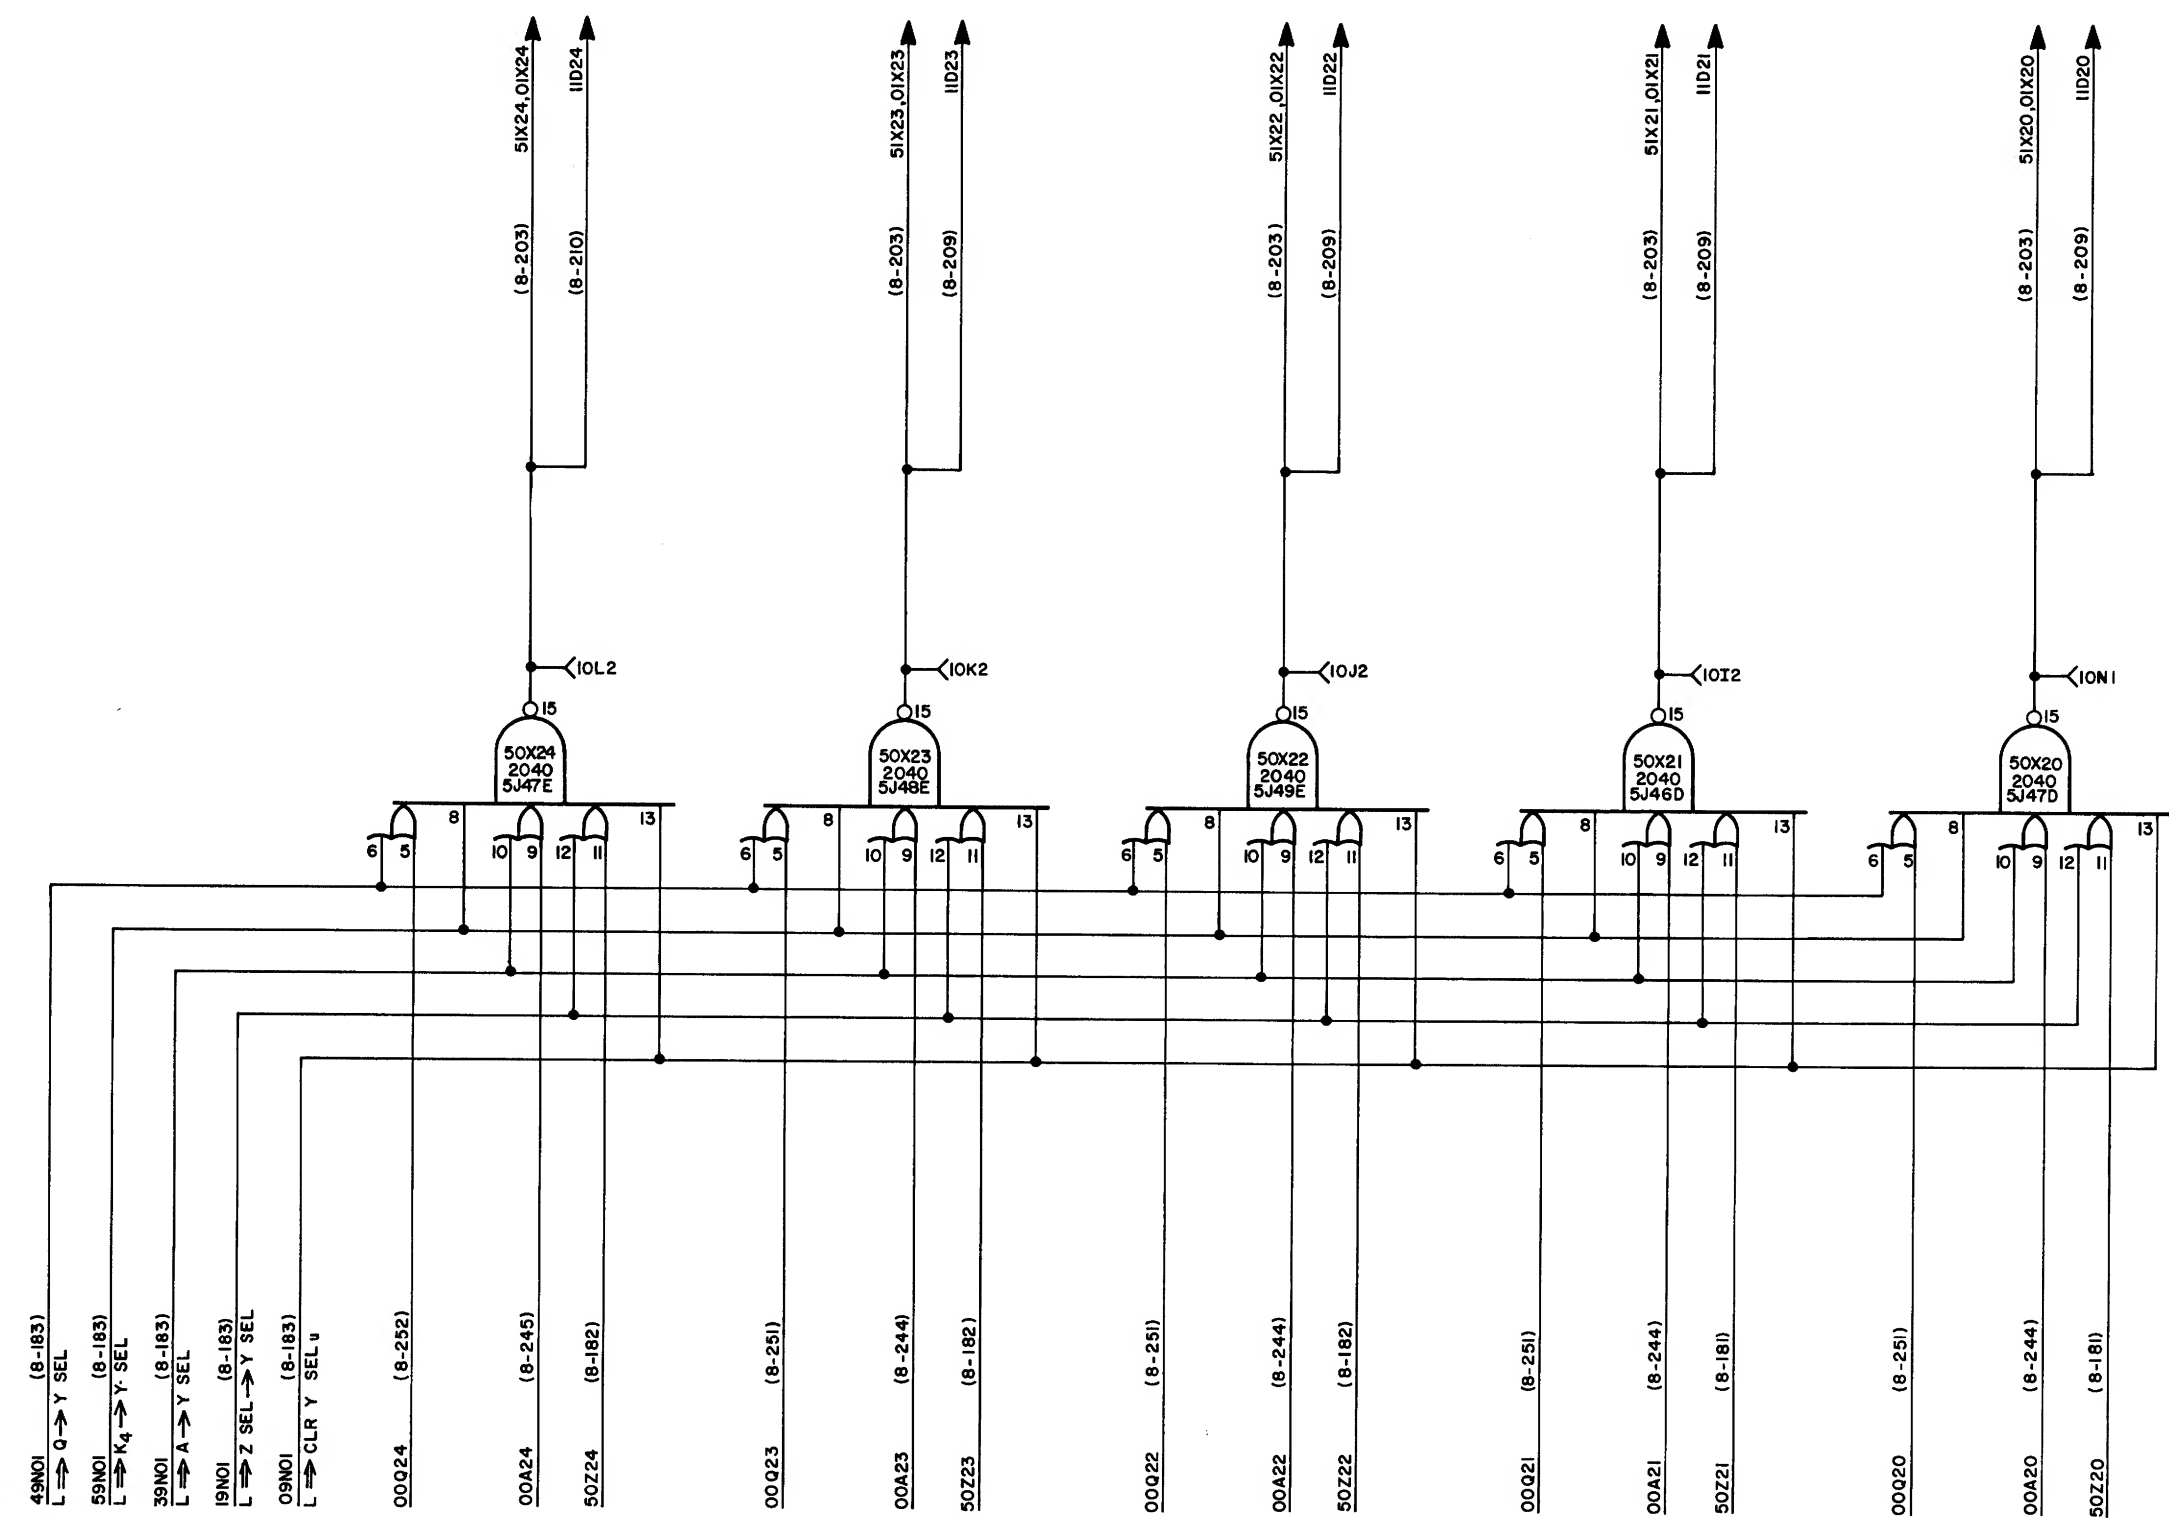 51X24,01X24
11D24
51X23,01X23
11D23
51X22,01X22
11D22
51X21,01X21
11D21
51X20,01X20
11D20
(8-203)
(8-210)
(8-203)
(8-209)
(8-203)
(8-209)
(8-203)
(8-209)
(8-203)
(8-209)
10L2
10K2
10J2
10I2
10N1
15
15
15
15
15
50X24
2040
5J47E
50X23
2040
5J48E
50X22
2040
5J49E
50X21
2040
5J46D
50X20
2040
5J47D
6 5 8 10 9 12 11 13
6 5 8 10 9 12 11 13
6 5 8 10 9 12 11 13
6 5 8 10 9 12 11 13
6 5 8 10 9 12 11 13
49N01 (8-183)
L ⇒ Q → Y SEL
59N01 (8-183)
L ⇒ K4 → Y SEL
39N01 (8-183)
L ⇒ A → Y SEL
19N01 (8-183)
L ⇒ Z SEL → Y SEL
09N01 (8-183)
L ⇒ CLR Y SELu
00Q24 (8-252)
00A24 (8-245)
50Z24 (8-182)
00Q23 (8-251)
00A23 (8-244)
50Z23 (8-182)
00Q22 (8-251)
00A22 (8-244)
50Z22 (8-182)
00Q21 (8-251)
00A21 (8-244)
50Z21 (8-181)
00Q20 (8-251)
00A20 (8-244)
50Z20 (8-181)